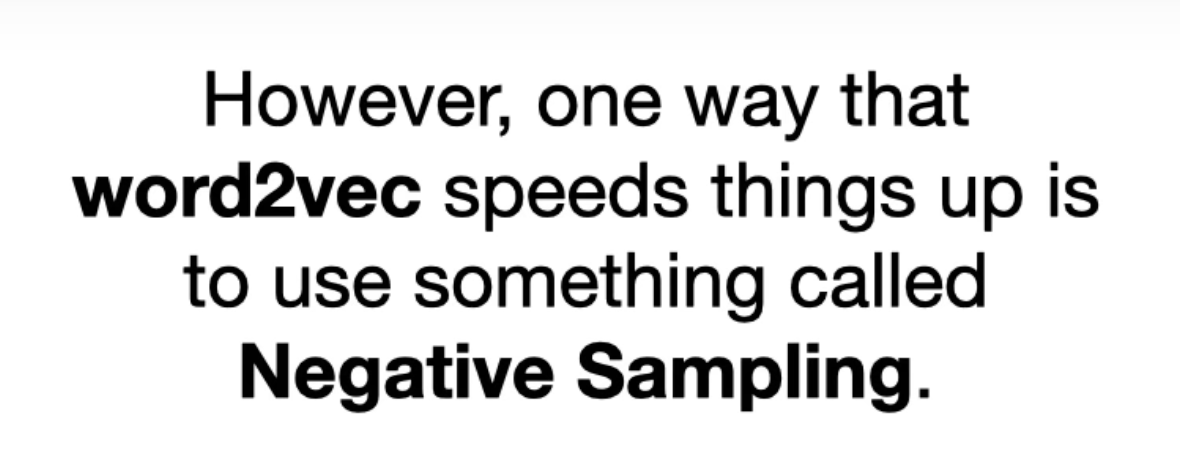 However, one way that
word2vec speeds things up is
to use something called
Negative Sampling.